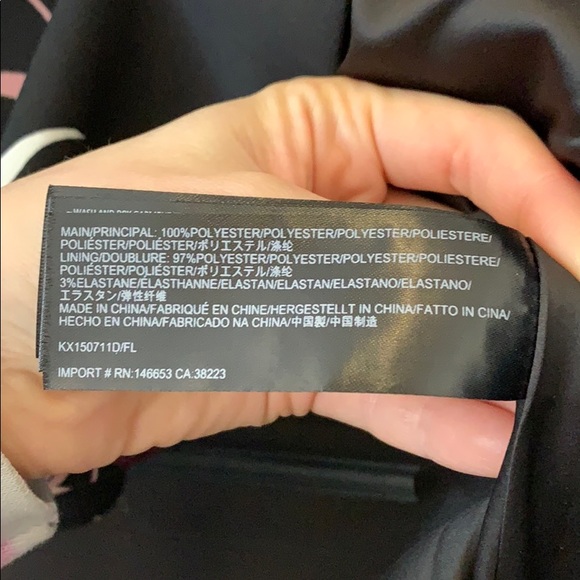 MAIN/PRINCIPAL: 100%POLYESTER/POLYESTER/POLYESTER/POLIESTERE/
POLIÉSTER/POLIÉSTER/ポリエステル/涤纶
LINING/DOUBLURE: 97%POLYESTER/POLYESTER/POLYESTER/POLIESTERE/
POLIÉSTER/POLIÉSTER/ポリエステル/涤纶
3%ELASTANE/ÉLASTHANNE/ELASTAN/ELASTAN/ELASTANO/ELASTANO/
エラスタン/弹性纤维
MADE IN CHINA/FABRIQUÉ EN CHINE/HERGESTELLT IN CHINA/FATTO IN CINA/
HECHO EN CHINA/FABRICADO NA CHINA/中国製/中国制造
KX150711D/FL
IMPORT # RN:146653 CA:38223